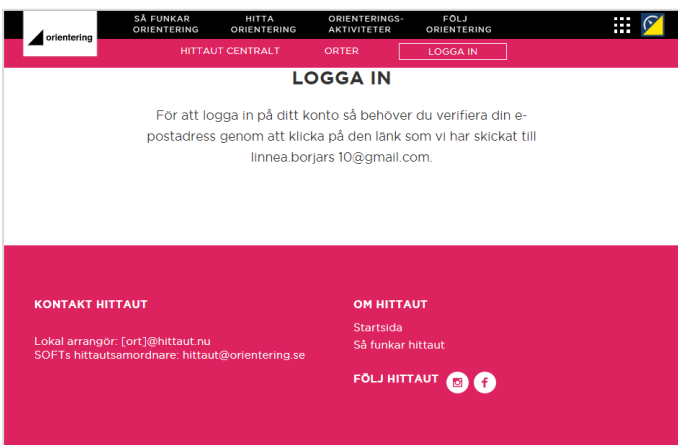 orientering
SÅ FUNKAR
ORIENTERING
HITTA
ORIENTERING
ORIENTERINGS-
AKTIVITETER
FÖLJ
ORIENTERING
HITTAUT CENTRALT
ORTER
LOGGA IN
LOGGA IN
För att logga in på ditt konto så behöver du verifiera din e-
postadress genom att klicka på den länk som vi har skickat till
linnea.borjars 10@gmail.com.
KONTAKT HITTAUT
Lokal arrangör: [ort]@hittaut.nu
SOFTs hittautsamordnare: hittaut@orientering.se
OM HITTAUT
Startsida
Så funkar hittaut
FÖLJ HITTAUT